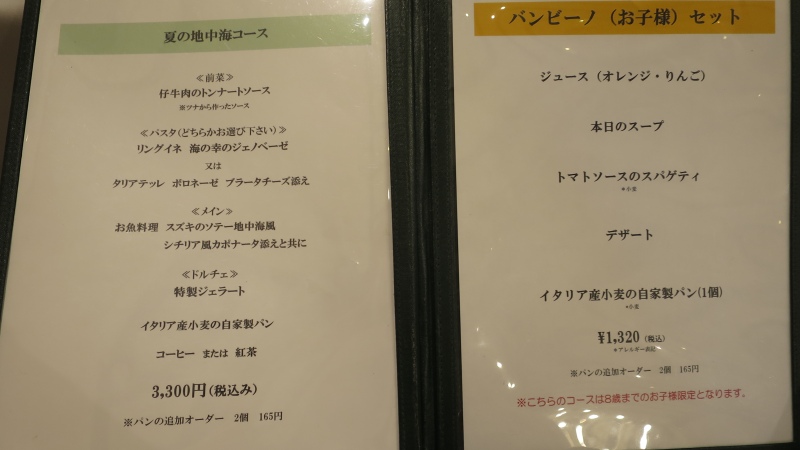 夏の地中海コース
≪前菜≫
仔牛肉のトンナートソース
※ツナから作ったソース
≪パスタ(どちらかお選び下さい)≫
リングイネ 海の幸のジェノベーゼ
又は
タリアテッレ ボロネーゼ ブラータチーズ添え
≪メイン≫
お魚料理 スズキのソテー地中海風
シチリア風カポナータ添えと共に
≪ドルチェ≫
特製ジェラート
イタリア産小麦の自家製パン
コーヒー または 紅茶
3,300円(税込み)
※パンの追加オーダー 2個 165円
バンビーノ（お子様）セット
ジュース（オレンジ・りんご）
本日のスープ
トマトソースのスパゲティ
*小麦
デザート
イタリア産小麦の自家製パン(1個)
*小麦
¥1,320（税込）
*アレルギー表記
※パンの追加オーダー 2個 165円
※こちらのコースは8歳までのお子様限定となります。